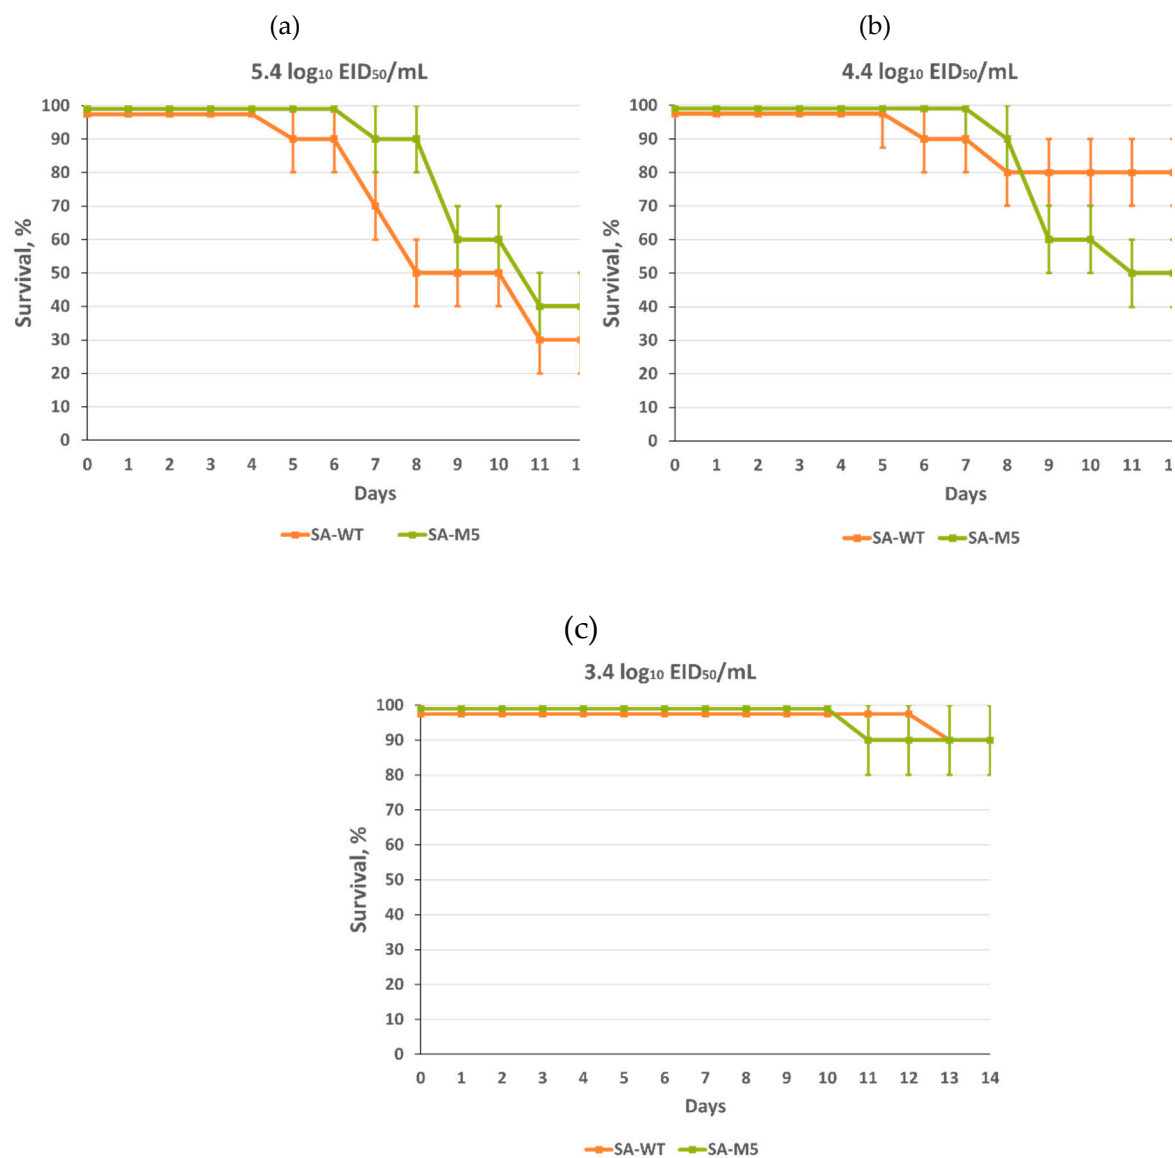 (a)
5.4 log₁₀ EID₅₀/mL
Survival, %
100
90
80
70
60
50
40
30
20
10
0
0 1 2 3 4 5 6 7 8 9 10 11 1
Days
SA-WT SA-M5
(b)
4.4 log₁₀ EID₅₀/mL
Survival, %
100
90
80
70
60
50
40
30
20
10
0
0 1 2 3 4 5 6 7 8 9 10 11 1
Days
SA-WT SA-M5
(c)
3.4 log₁₀ EID₅₀/mL
Survival, %
100
90
80
70
60
50
40
30
20
10
0
0 1 2 3 4 5 6 7 8 9 10 11 12 13 14
Days
SA-WT SA-M5